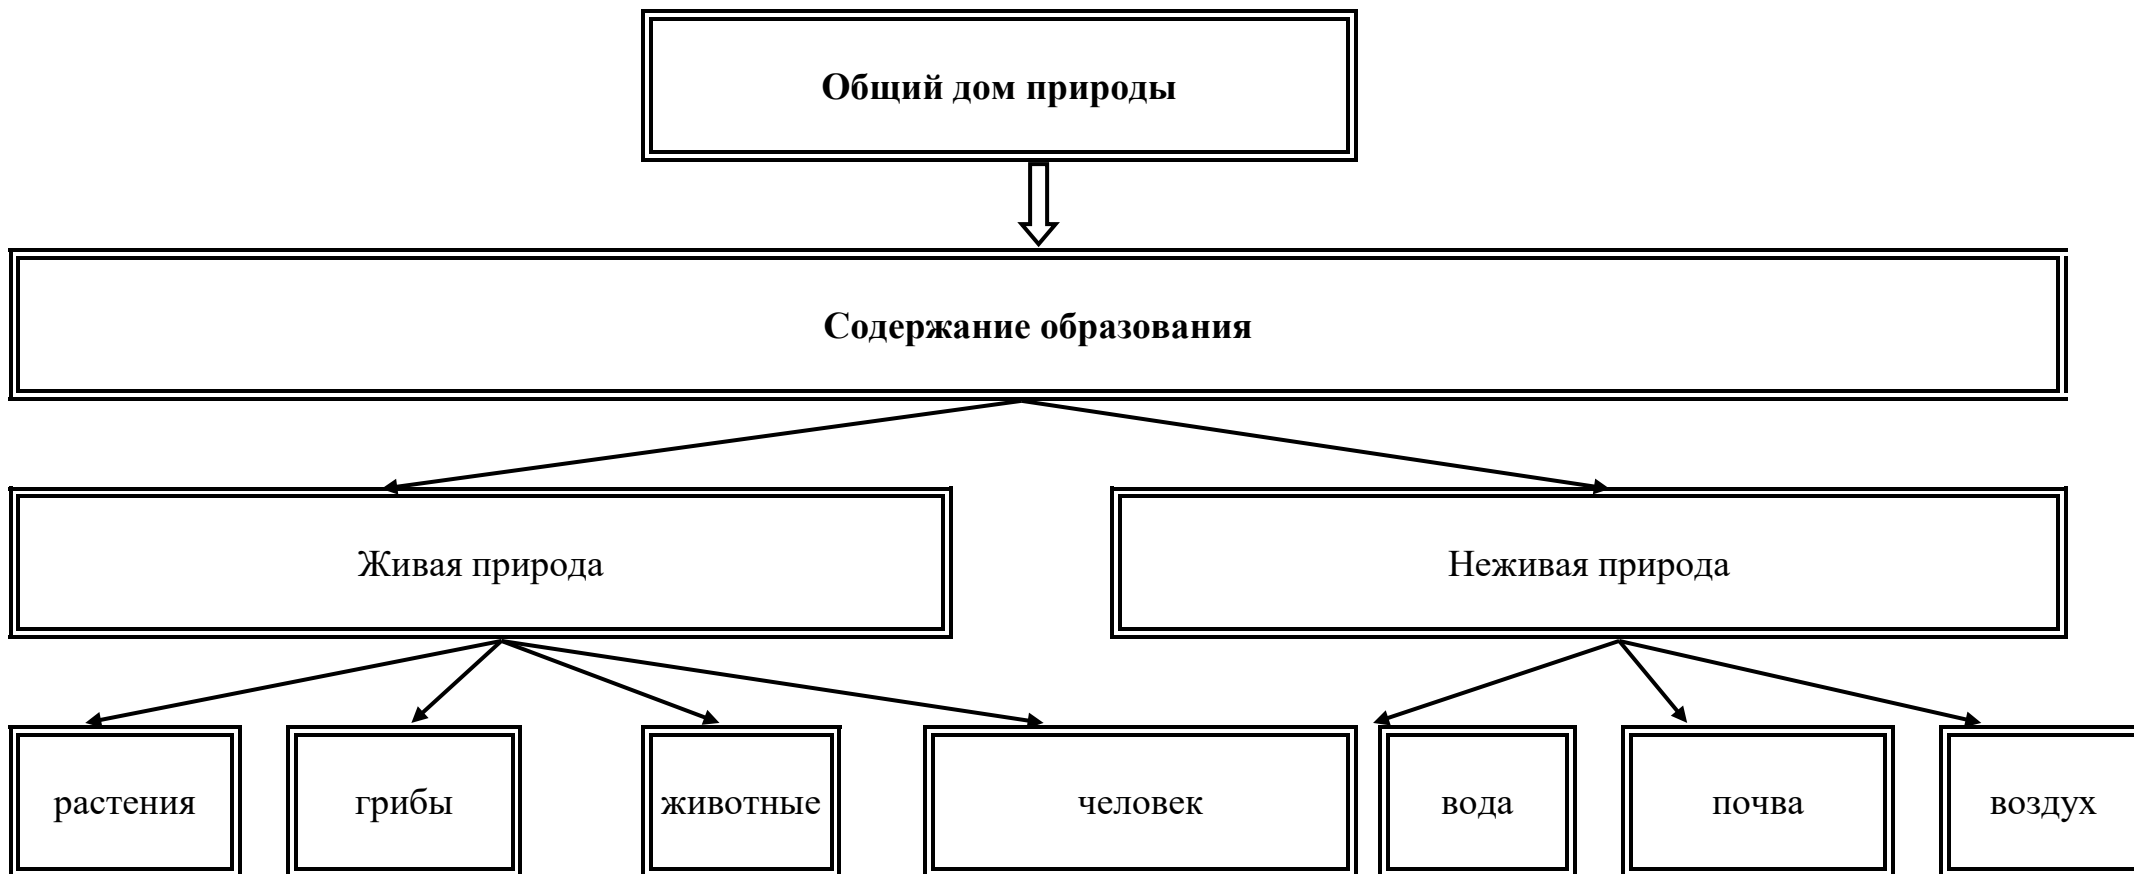 Общий дом природы
Содержание образования
Живая природа
Неживая природа
растения
грибы
животные
человек
вода
почва
воздух